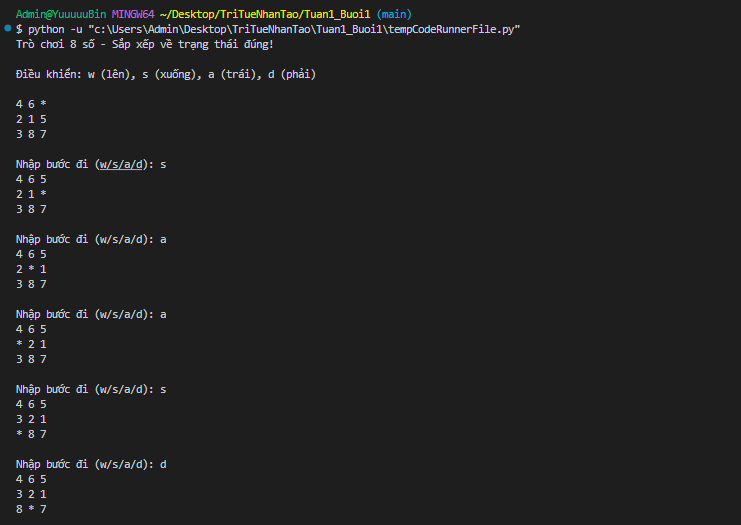 Admin@YuuuuBin MINGW64 ~/Desktop/TriTueNhanTao/Tuan1_Buoi1 (main)
$ python -u "c:\Users\Admin\Desktop\TriTueNhanTao\Tuan1_Buoi1\tempCodeRunnerFile.py"
Trò chơi 8 số - Sắp xếp về trạng thái đúng!
Điều khiển: w (lên), s (xuống), a (trái), d (phải)
4 6 *
2 1 5
3 8 7
Nhập bước đi (w/s/a/d): s
4 6 5
2 1 *
3 8 7
Nhập bước đi (w/s/a/d): a
4 6 5
2 * 1
3 8 7
Nhập bước đi (w/s/a/d): a
4 6 5
* 2 1
3 8 7
Nhập bước đi (w/s/a/d): s
4 6 5
3 2 1
* 8 7
Nhập bước đi (w/s/a/d): d
4 6 5
3 2 1
8 * 7